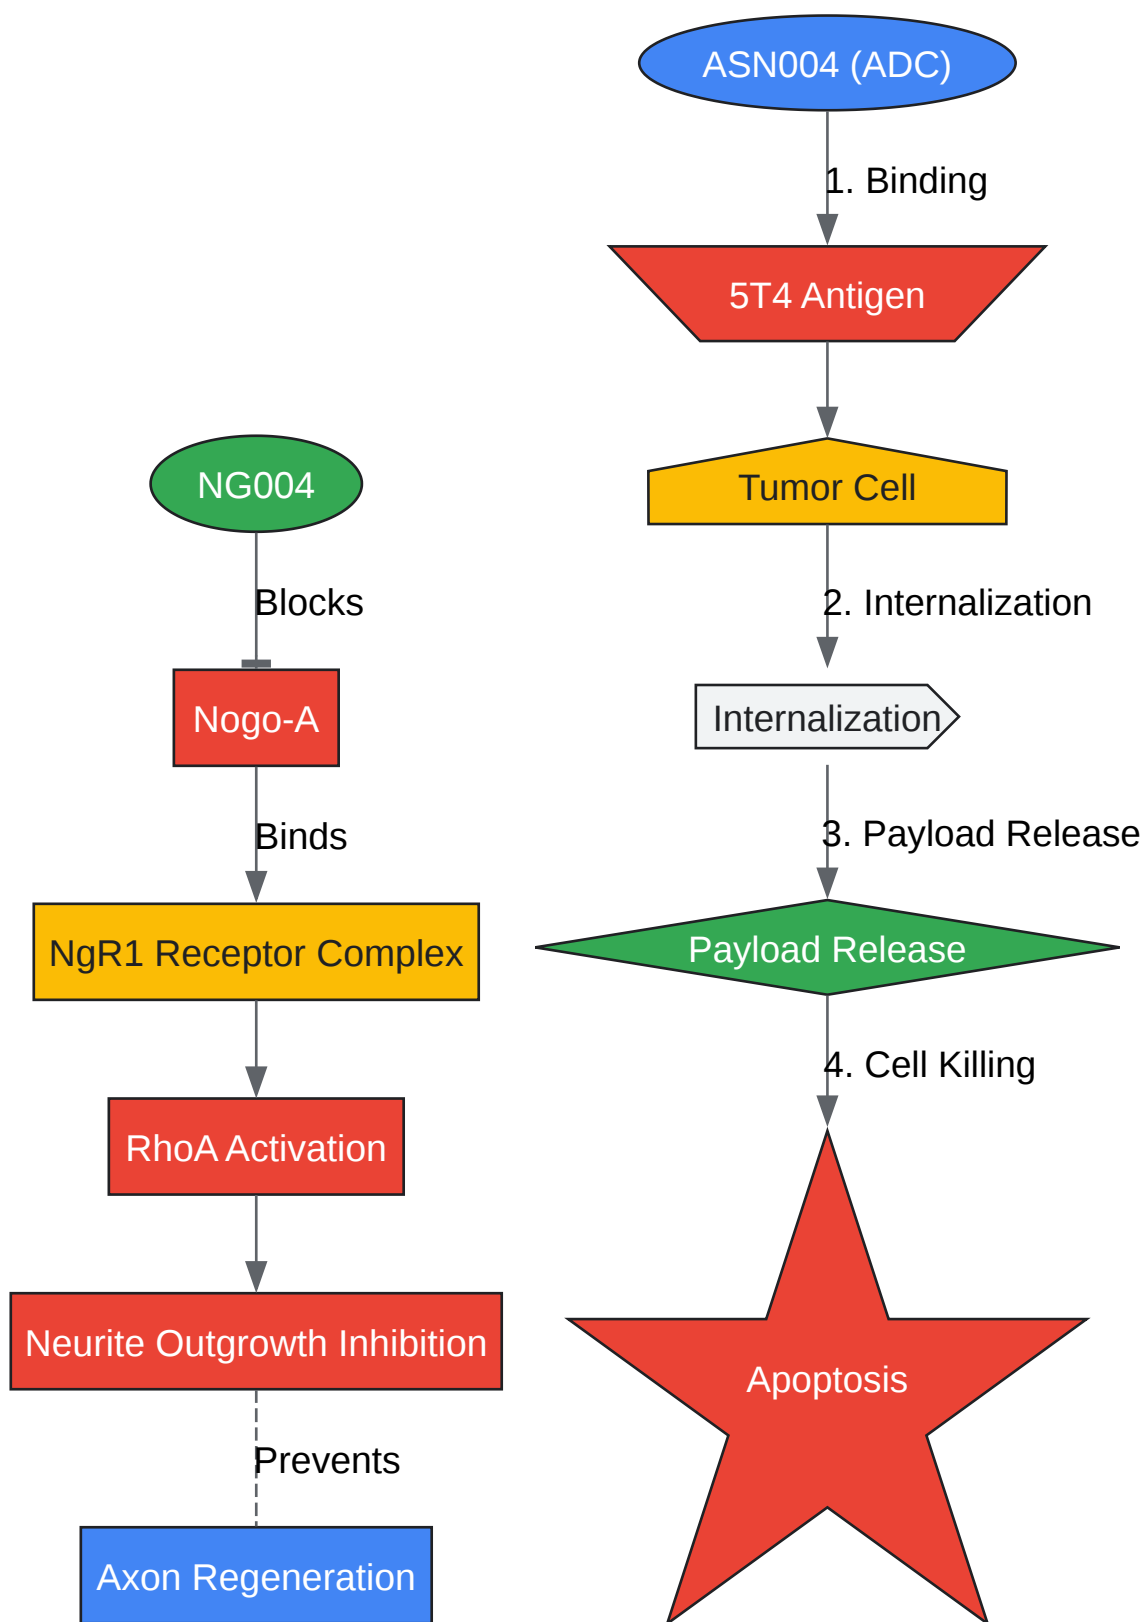 NG004
Blocks
Nogo-A
Binds
NgR1 Receptor Complex
RhoA Activation
Neurite Outgrowth Inhibition
Prevents
Axon Regeneration
ASN004 (ADC)
1. Binding
5T4 Antigen
Tumor Cell
2. Internalization
Internalization
3. Payload Release
Payload Release
4. Cell Killing
Apoptosis